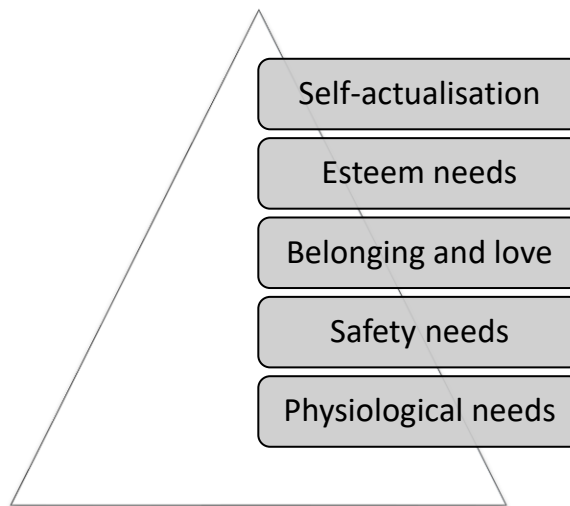 Self-actualisation
Esteem needs
Belonging and love
Safety needs
Physiological needs